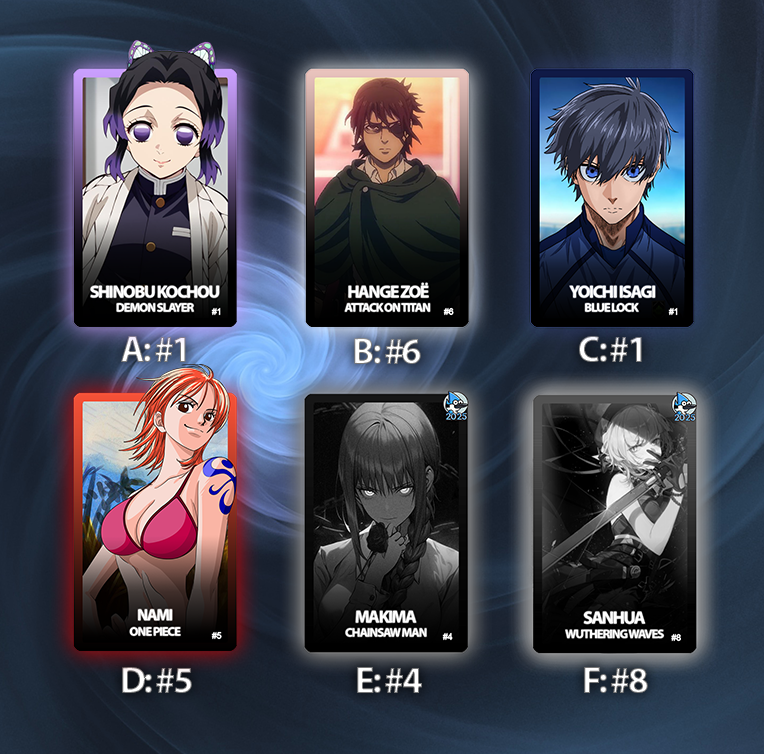 SHINOBU KOCHOU
DEMON SLAYER
#1
HANGE ZOË
ATTACK ON TITAN
#6
YOICHI ISAGI
BLUE LOCK
#1
A: #1
B: #6
C: #1
NAMI
ONE PIECE
#5
2025
MAKIMA
CHAINSAW MAN
#4
2025
SANHUA
WUTHERING WAVES
#8
D: #5
E: #4
F: #8